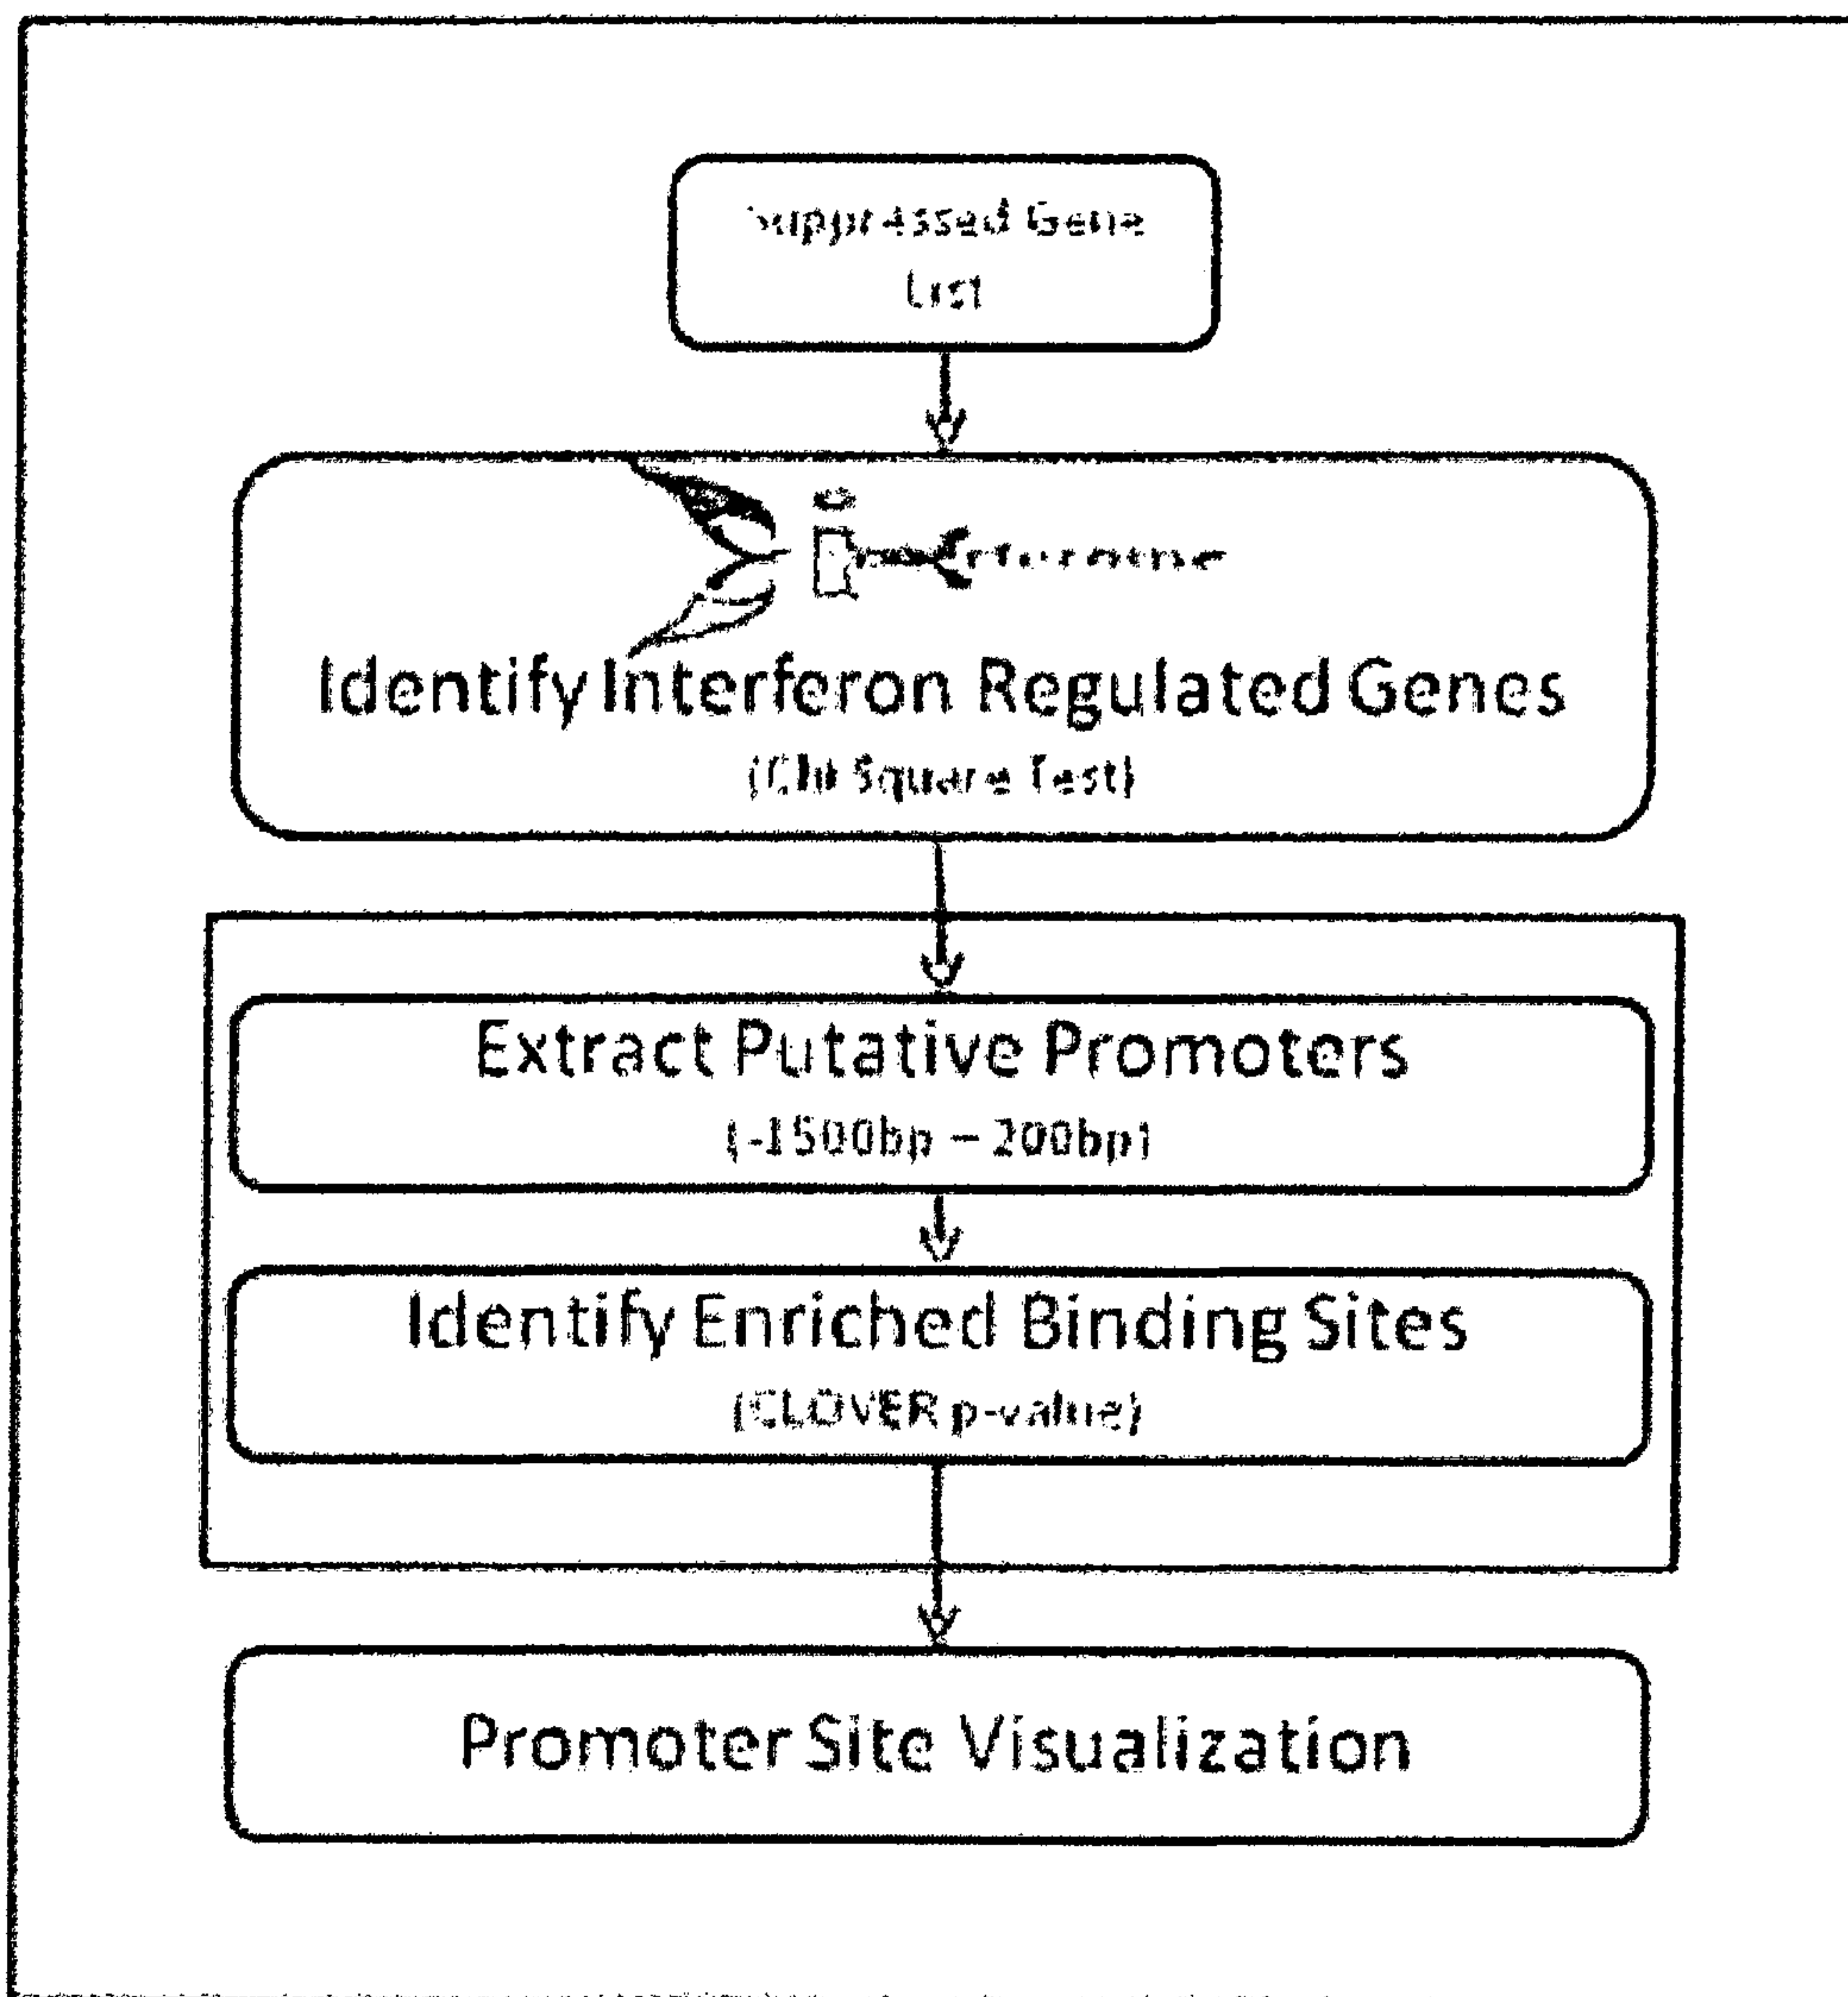 Suppressed Gene
List
Interferome
Identify Interferon Regulated Genes
(Chi Square Test)
Extract Putative Promoters
(-1500bp – 200bp)
Identify Enriched Binding Sites
(CLOVER p-value)
Promoter Site Visualization